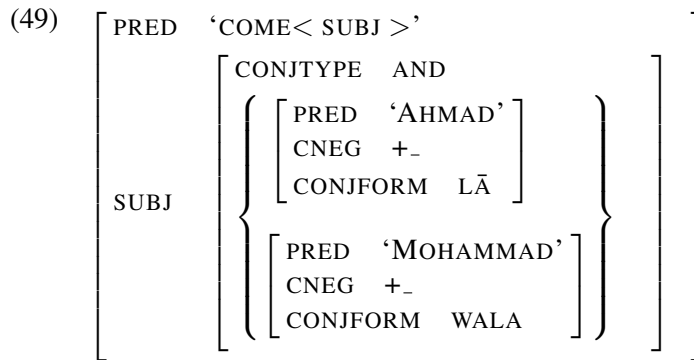 (49) PRED ‘COME< SUBJ >’
CONJTYPE AND
PRED ‘AHMAD’
CNEG +_
CONJFORM LĀ
SUBJ
PRED ‘MOHAMMAD’
CNEG +_
CONJFORM WALA